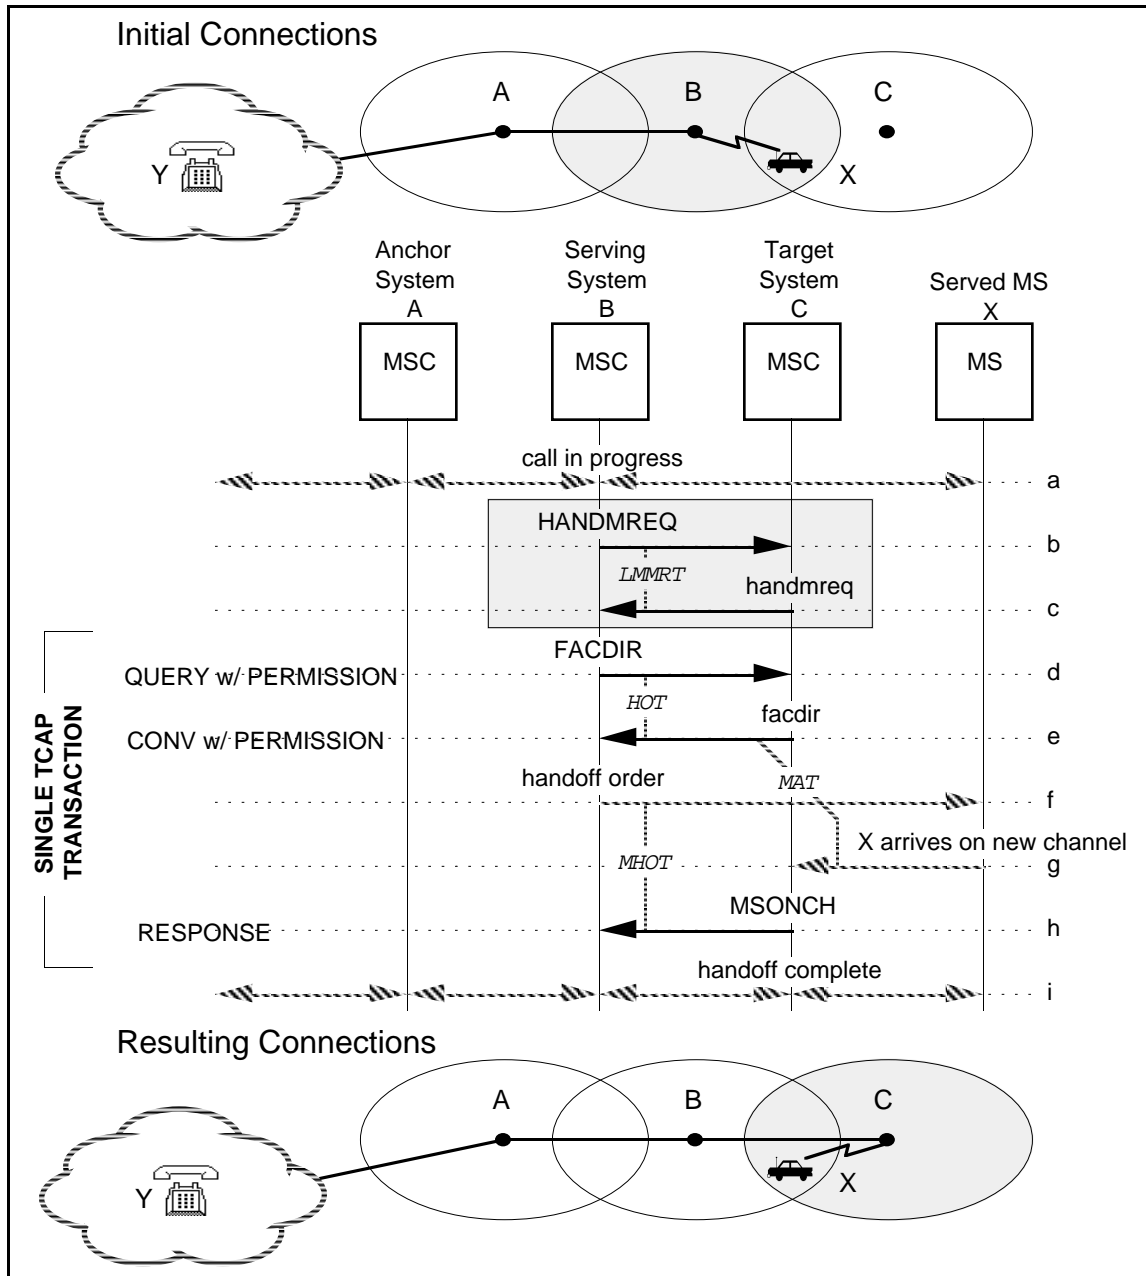 Initial Connections
A
B
C
Y
X
Anchor
System
A
Serving
System
B
Target
System
C
Served MS
X
MSC
MSC
MSC
MS
call in progress
a
HANDMREQ
b
LMMRT
handmreq
c
FACDIR
QUERY w/ PERMISSION
d
HOT
facdir
CONV w/ PERMISSION
e
handoff order
MAT
f
X arrives on new channel
MHOT
g
MSONCH
RESPONSE
h
handoff complete
i
SINGLE TCAP
TRANSACTION
Resulting Connections
A
B
C
Y
X